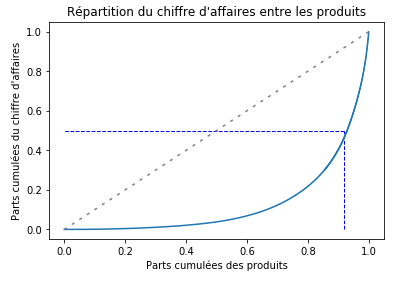 Répartition du chiffre d'affaires entre les produits
Parts cumulées du chiffre d'affaires
1.0
0.8
0.6
0.4
0.2
0.0
0.0 0.2 0.4 0.6 0.8 1.0
Parts cumulées des produits